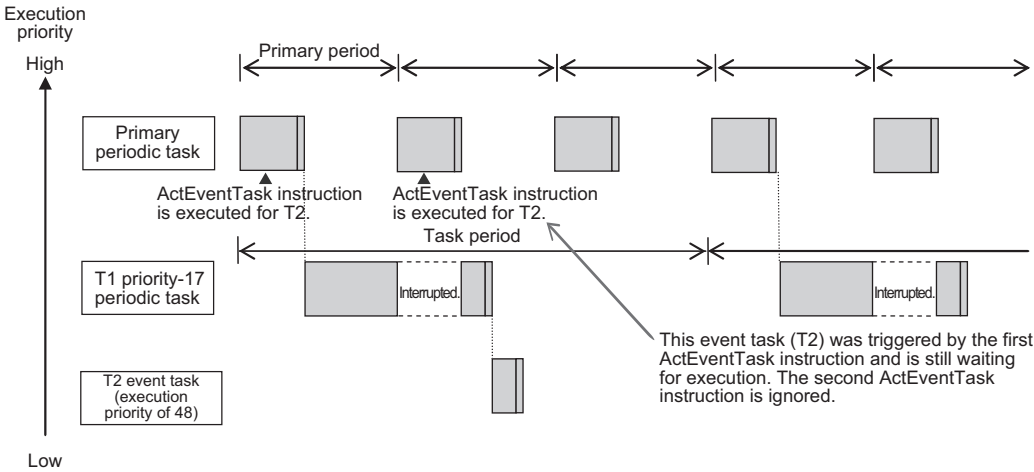 Execution
priority
High
Primary period
Primary
periodic task
ActEventTask instruction
is executed for T2.
ActEventTask instruction
is executed for T2.
Task period
T1 priority-17
periodic task
Interrupted.
Interrupted.
This event task (T2) was triggered by the first
ActEventTask instruction and is still waiting
for execution. The second ActEventTask
instruction is ignored.
T2 event task
(execution
priority of 48)
Low